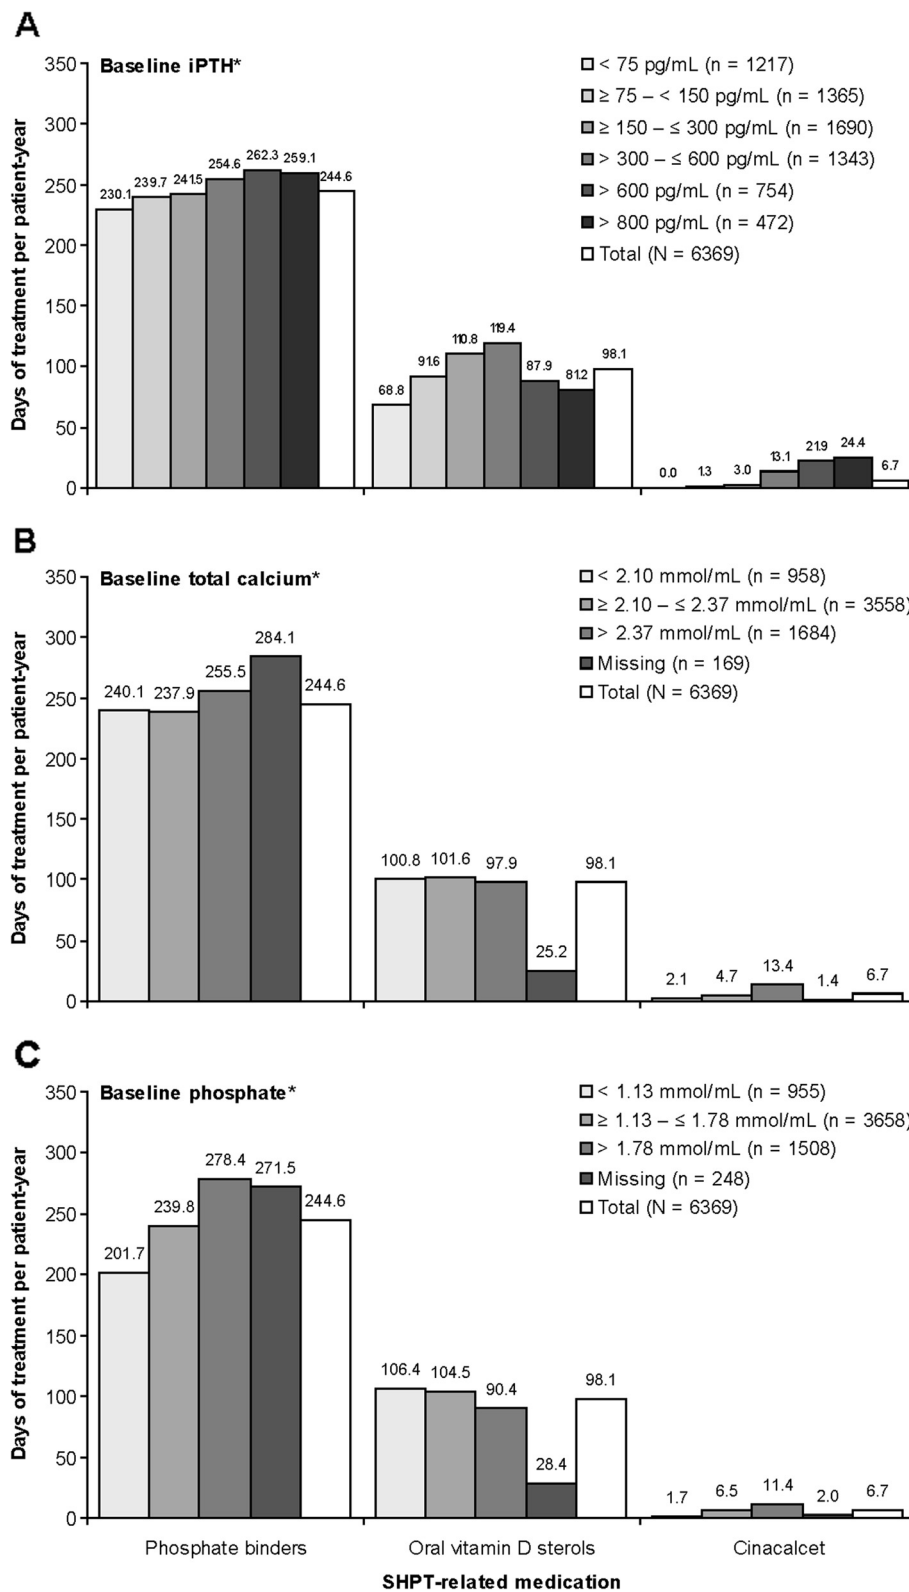 A
Baseline iPTH*
Days of treatment per patient-year
350
300
250
200
150
100
50
0
< 75 pg/mL (n = 1217)
≥ 75 – < 150 pg/mL (n = 1365)
≥ 150 – ≤ 300 pg/mL (n = 1690)
> 300 – ≤ 600 pg/mL (n = 1343)
> 600 pg/mL (n = 754)
> 800 pg/mL (n = 472)
Total (N = 6369)
230.1 239.7 241.5 254.6 262.3 259.1 244.6
68.8 91.6 110.8 119.4 87.9 81.2 98.1
0.0 1.3 3.0 13.1 21.9 24.4 6.7
B
Baseline total calcium*
Days of treatment per patient-year
350
300
250
200
150
100
50
0
< 2.10 mmol/mL (n = 958)
≥ 2.10 – ≤ 2.37 mmol/mL (n = 3558)
> 2.37 mmol/mL (n = 1684)
Missing (n = 169)
Total (N = 6369)
240.1 237.9 255.5 284.1 244.6
100.8 101.6 97.9 25.2 98.1
2.1 4.7 13.4 1.4 6.7
C
Baseline phosphate*
Days of treatment per patient-year
350
300
250
200
150
100
50
0
< 1.13 mmol/mL (n = 955)
≥ 1.13 – ≤ 1.78 mmol/mL (n = 3658)
> 1.78 mmol/mL (n = 1508)
Missing (n = 248)
Total (N = 6369)
201.7 239.8 278.4 271.5 244.6
106.4 104.5 90.4 28.4 98.1
1.7 6.5 11.4 2.0 6.7
Phosphate binders Oral vitamin D sterols Cinacalcet
SHPT-related medication